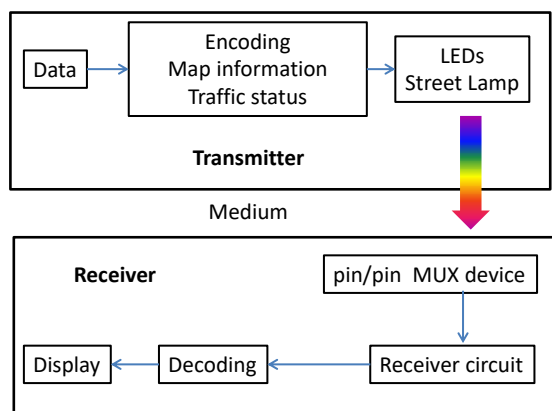 Data
Encoding
Map information
Traffic status
LEDs
Street Lamp
Transmitter
Medium
Receiver
pin/pin MUX device
Display
Decoding
Receiver circuit